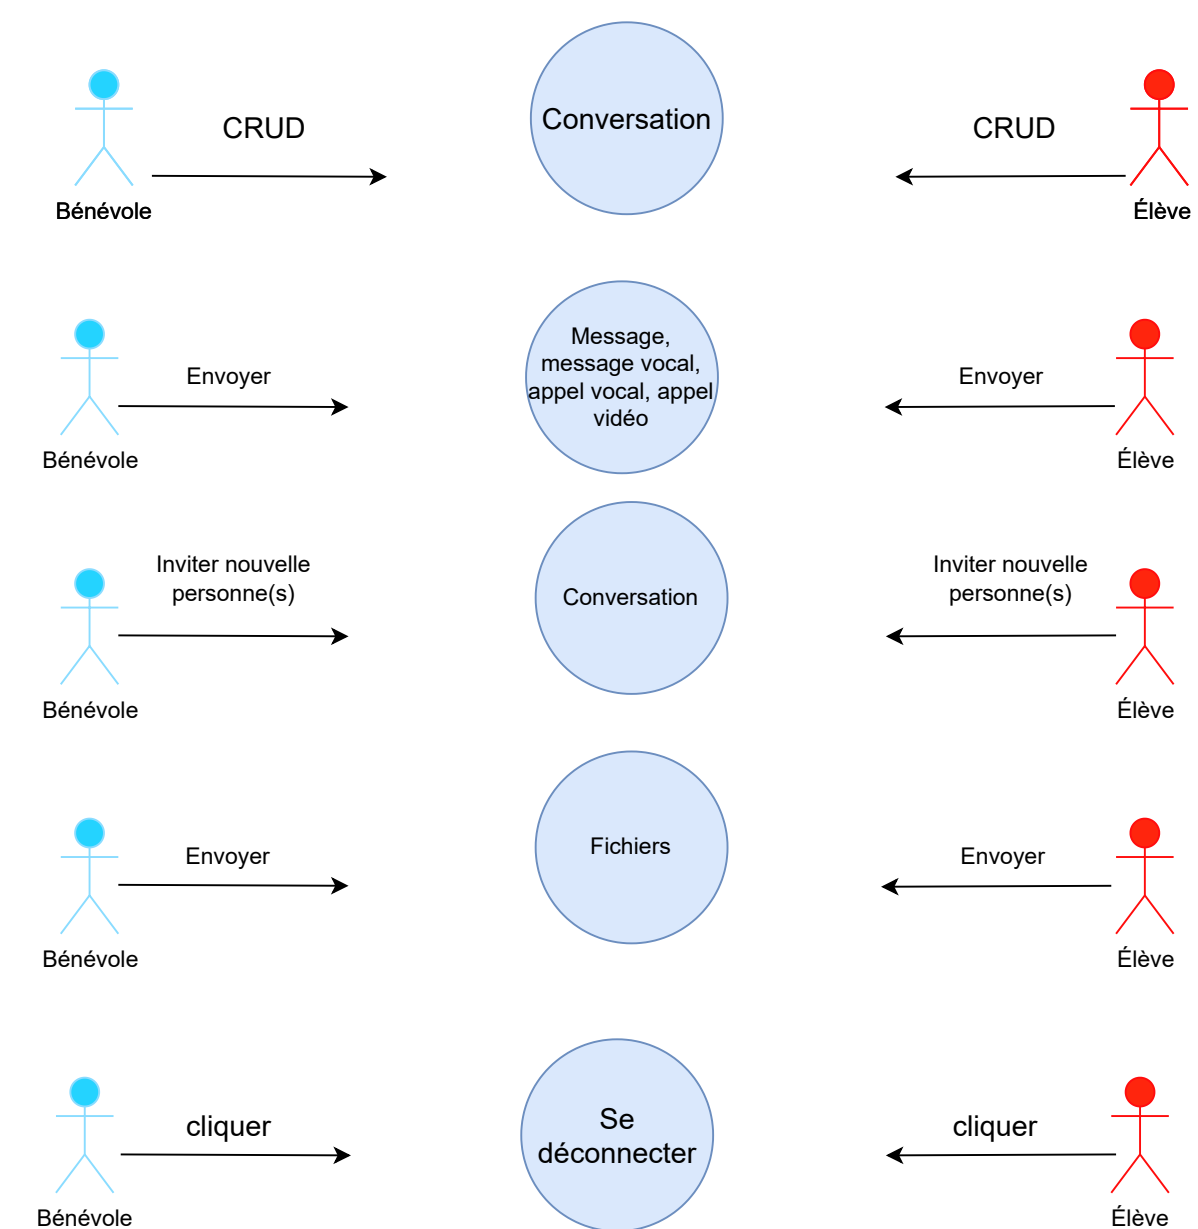 CRUD
Conversation
CRUD
Bénévole
Élève
Envoyer
Message,
message vocal,
appel vocal, appel
vidéo
Envoyer
Bénévole
Élève
Inviter nouvelle
personne(s)
Conversation
Inviter nouvelle
personne(s)
Bénévole
Élève
Envoyer
Fichiers
Envoyer
Bénévole
Élève
cliquer
Se
déconnecter
cliquer
Bénévole
Élève